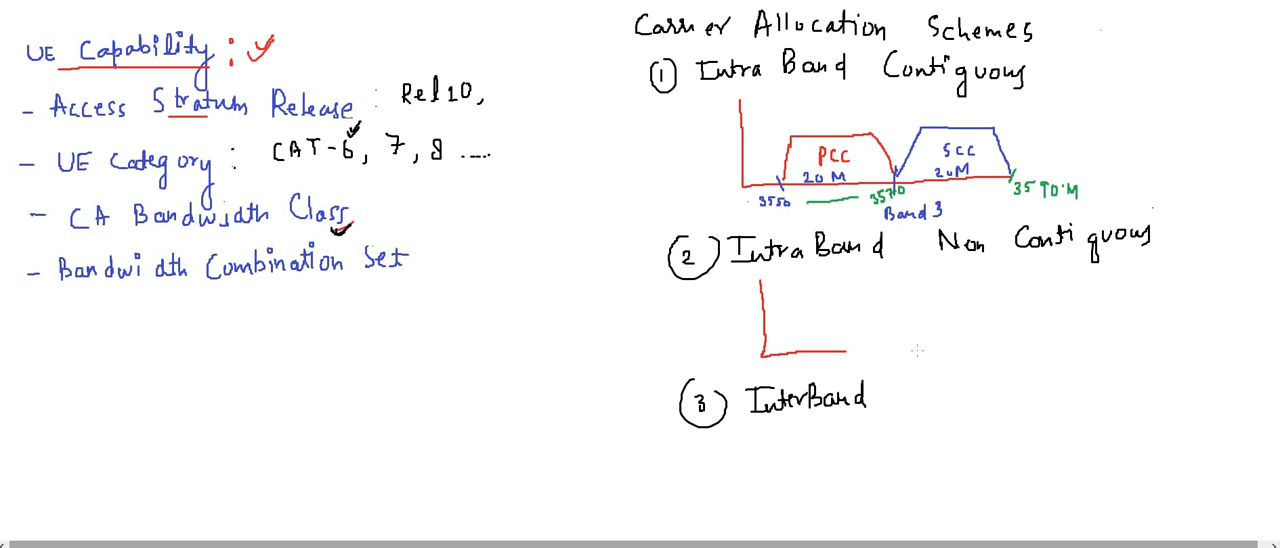 UE Capability :
- Access Stratum Release : Rel 10,
- UE Category : CAT-6, 7, 8 ....
- CA Bandwidth Class
- Bandwidth Combination Set
Carrier Allocation Schemes
① Intra Band Contiguous
PCC
20 M
SCC
20M
3550
Band 3
② Intra Band Non Contiguous
③ InterBand